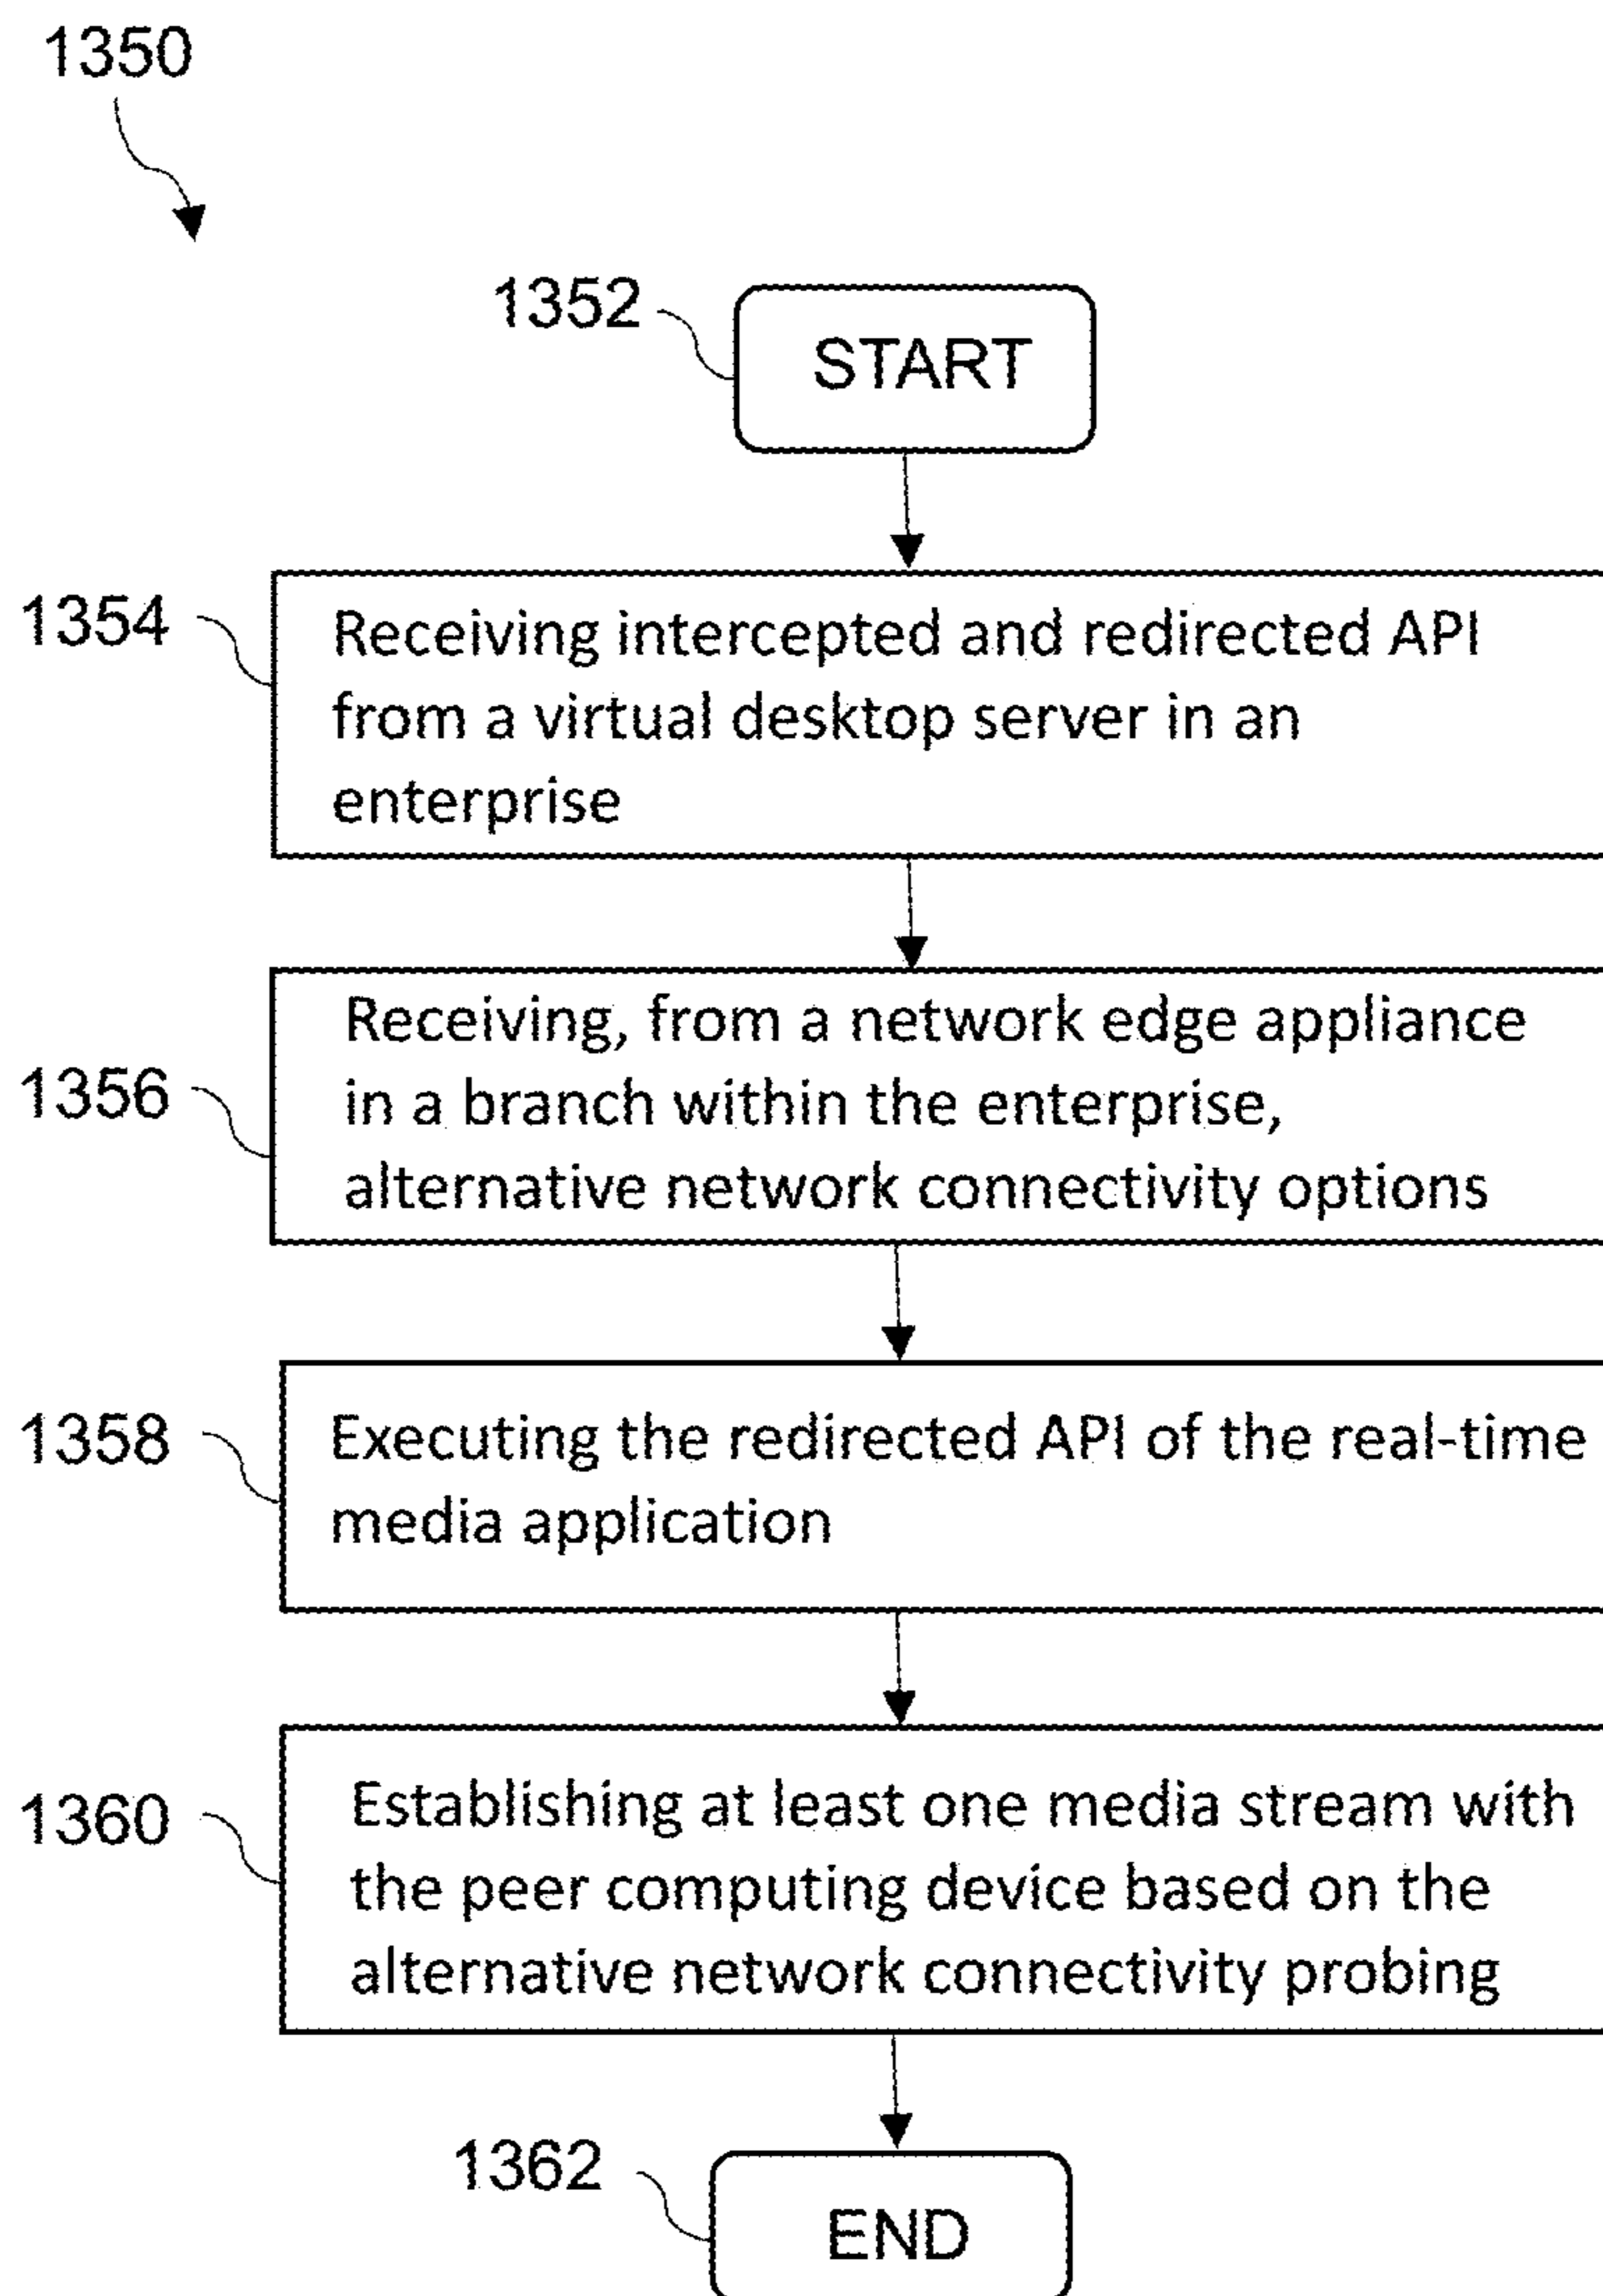 1350
1352
START
1354
Receiving intercepted and redirected API
from a virtual desktop server in an
enterprise
1356
Receiving, from a network edge appliance
in a branch within the enterprise,
alternative network connectivity options
1358
Executing the redirected API of the real-time
media application
1360
Establishing at least one media stream with
the peer computing device based on the
alternative network connectivity probing
1362
END